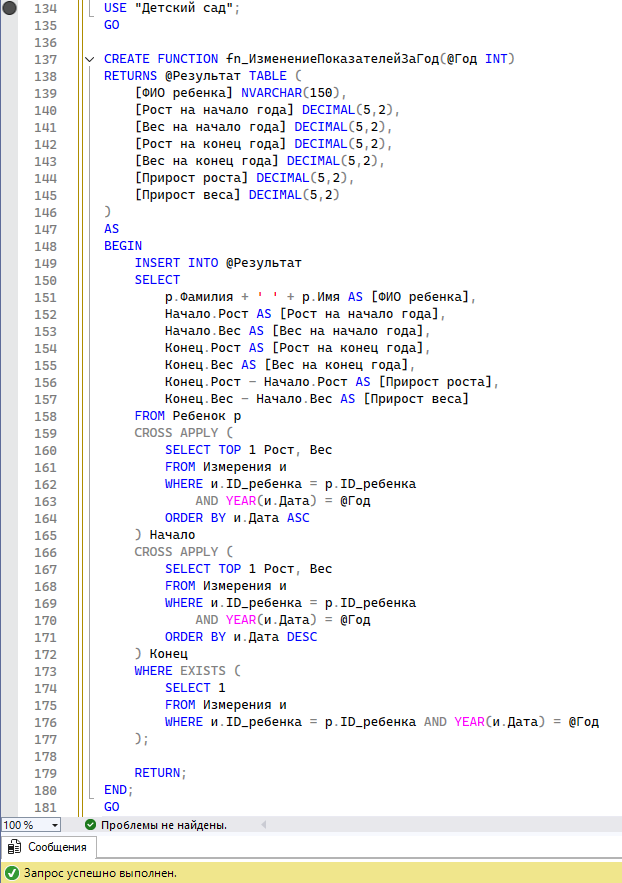 134 USE "Детский сад";
135 GO
136
137 CREATE FUNCTION fn_ИзменениеПоказателейЗаГод(@Год INT)
138 RETURNS @Результат TABLE (
139 [ФИО ребенка] NVARCHAR(150),
140 [Рост на начало года] DECIMAL(5,2),
141 [Вес на начало года] DECIMAL(5,2),
142 [Рост на конец года] DECIMAL(5,2),
143 [Вес на конец года] DECIMAL(5,2),
144 [Прирост роста] DECIMAL(5,2),
145 [Прирост веса] DECIMAL(5,2)
146 )
147 AS
148 BEGIN
149 INSERT INTO @Результат
150 SELECT
151 р.Фамилия + ' ' + р.Имя AS [ФИО ребенка],
152 Начало.Рост AS [Рост на начало года],
153 Начало.Вес AS [Вес на начало года],
154 Конец.Рост AS [Рост на конец года],
155 Конец.Вес AS [Вес на конец года],
156 Конец.Рост - Начало.Рост AS [Прирост роста],
157 Конец.Вес - Начало.Вес AS [Прирост веса]
158 FROM Ребенок р
159 CROSS APPLY (
160 SELECT TOP 1 Рост, Вес
161 FROM Измерения и
162 WHERE и.ID_ребенка = р.ID_ребенка
163 AND YEAR(и.Дата) = @Год
164 ORDER BY и.Дата ASC
165 ) Начало
166 CROSS APPLY (
167 SELECT TOP 1 Рост, Вес
168 FROM Измерения и
169 WHERE и.ID_ребенка = р.ID_ребенка
170 AND YEAR(и.Дата) = @Год
171 ORDER BY и.Дата DESC
172 ) Конец
173 WHERE EXISTS (
174 SELECT 1
175 FROM Измерения и
176 WHERE и.ID_ребенка = р.ID_ребенка AND YEAR(и.Дата) = @Год
177 );
178
179 RETURN;
180 END;
181 GO
100 % Проблемы не найдены.
Сообщения
Запрос успешно выполнен.